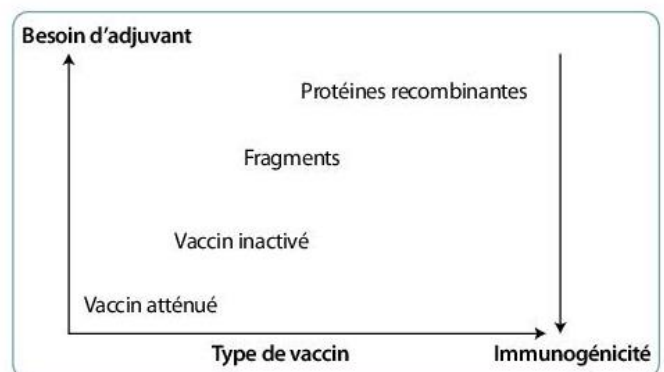 Besoin d'adjuvant
Protéines recombinantes
Fragments
Vaccin inactivé
Vaccin atténué
Type de vaccin
Immunogénicité